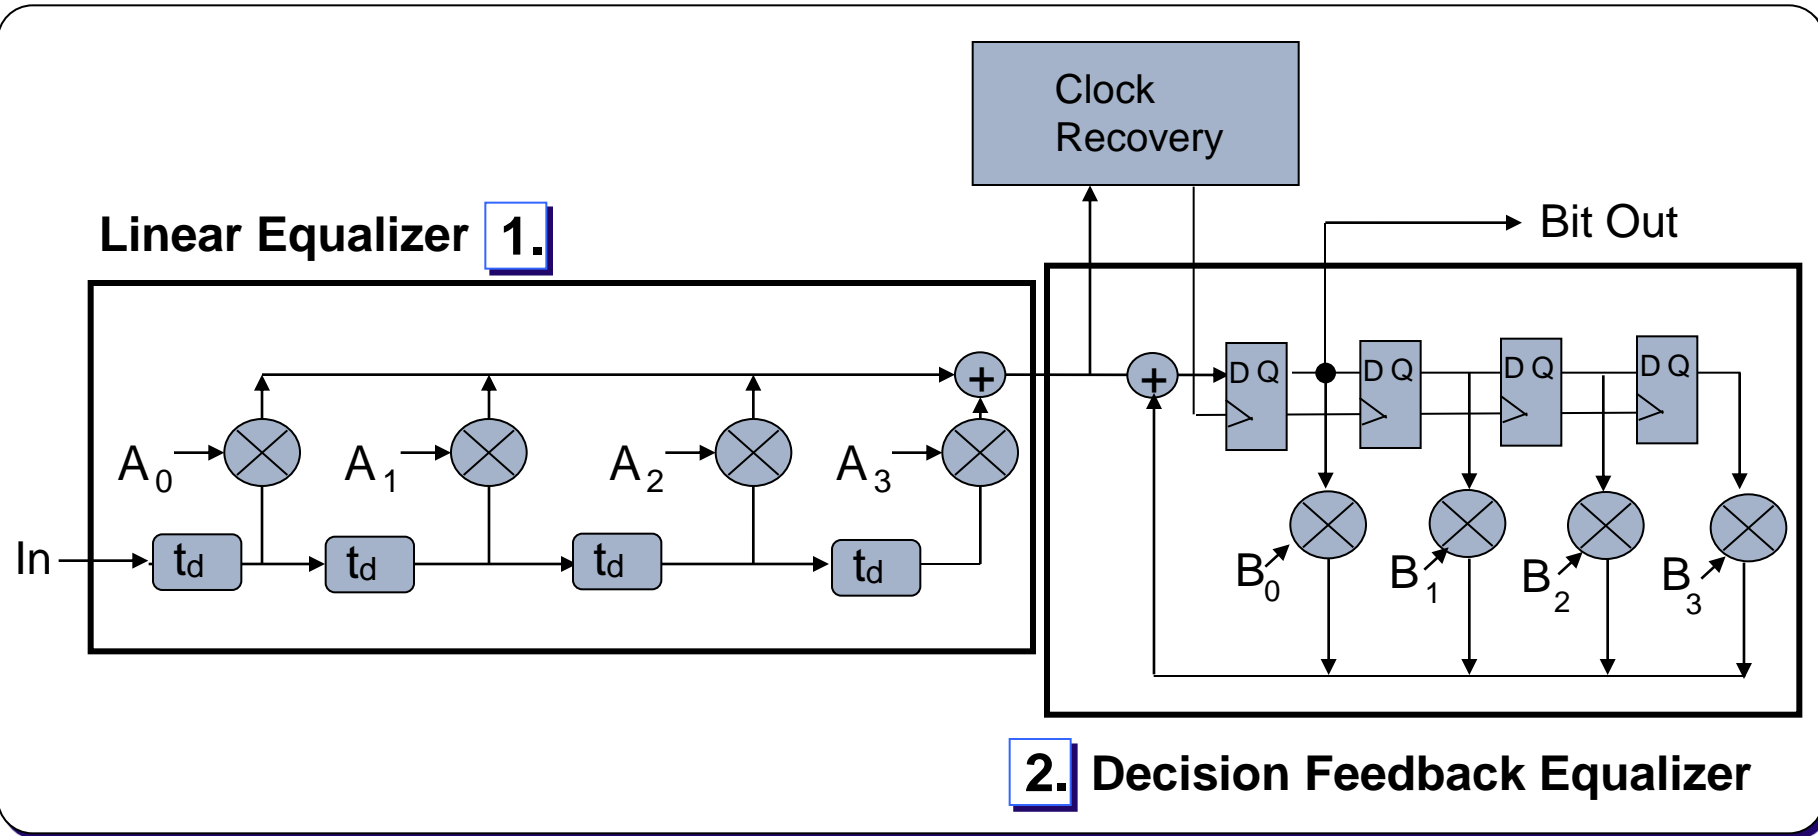 Clock
Recovery
Linear Equalizer 1.
Bit Out
+
+
D Q
D Q
D Q
D Q
A0
A1
A2
A3
In
td
td
td
td
B0
B1
B2
B3
2. Decision Feedback Equalizer